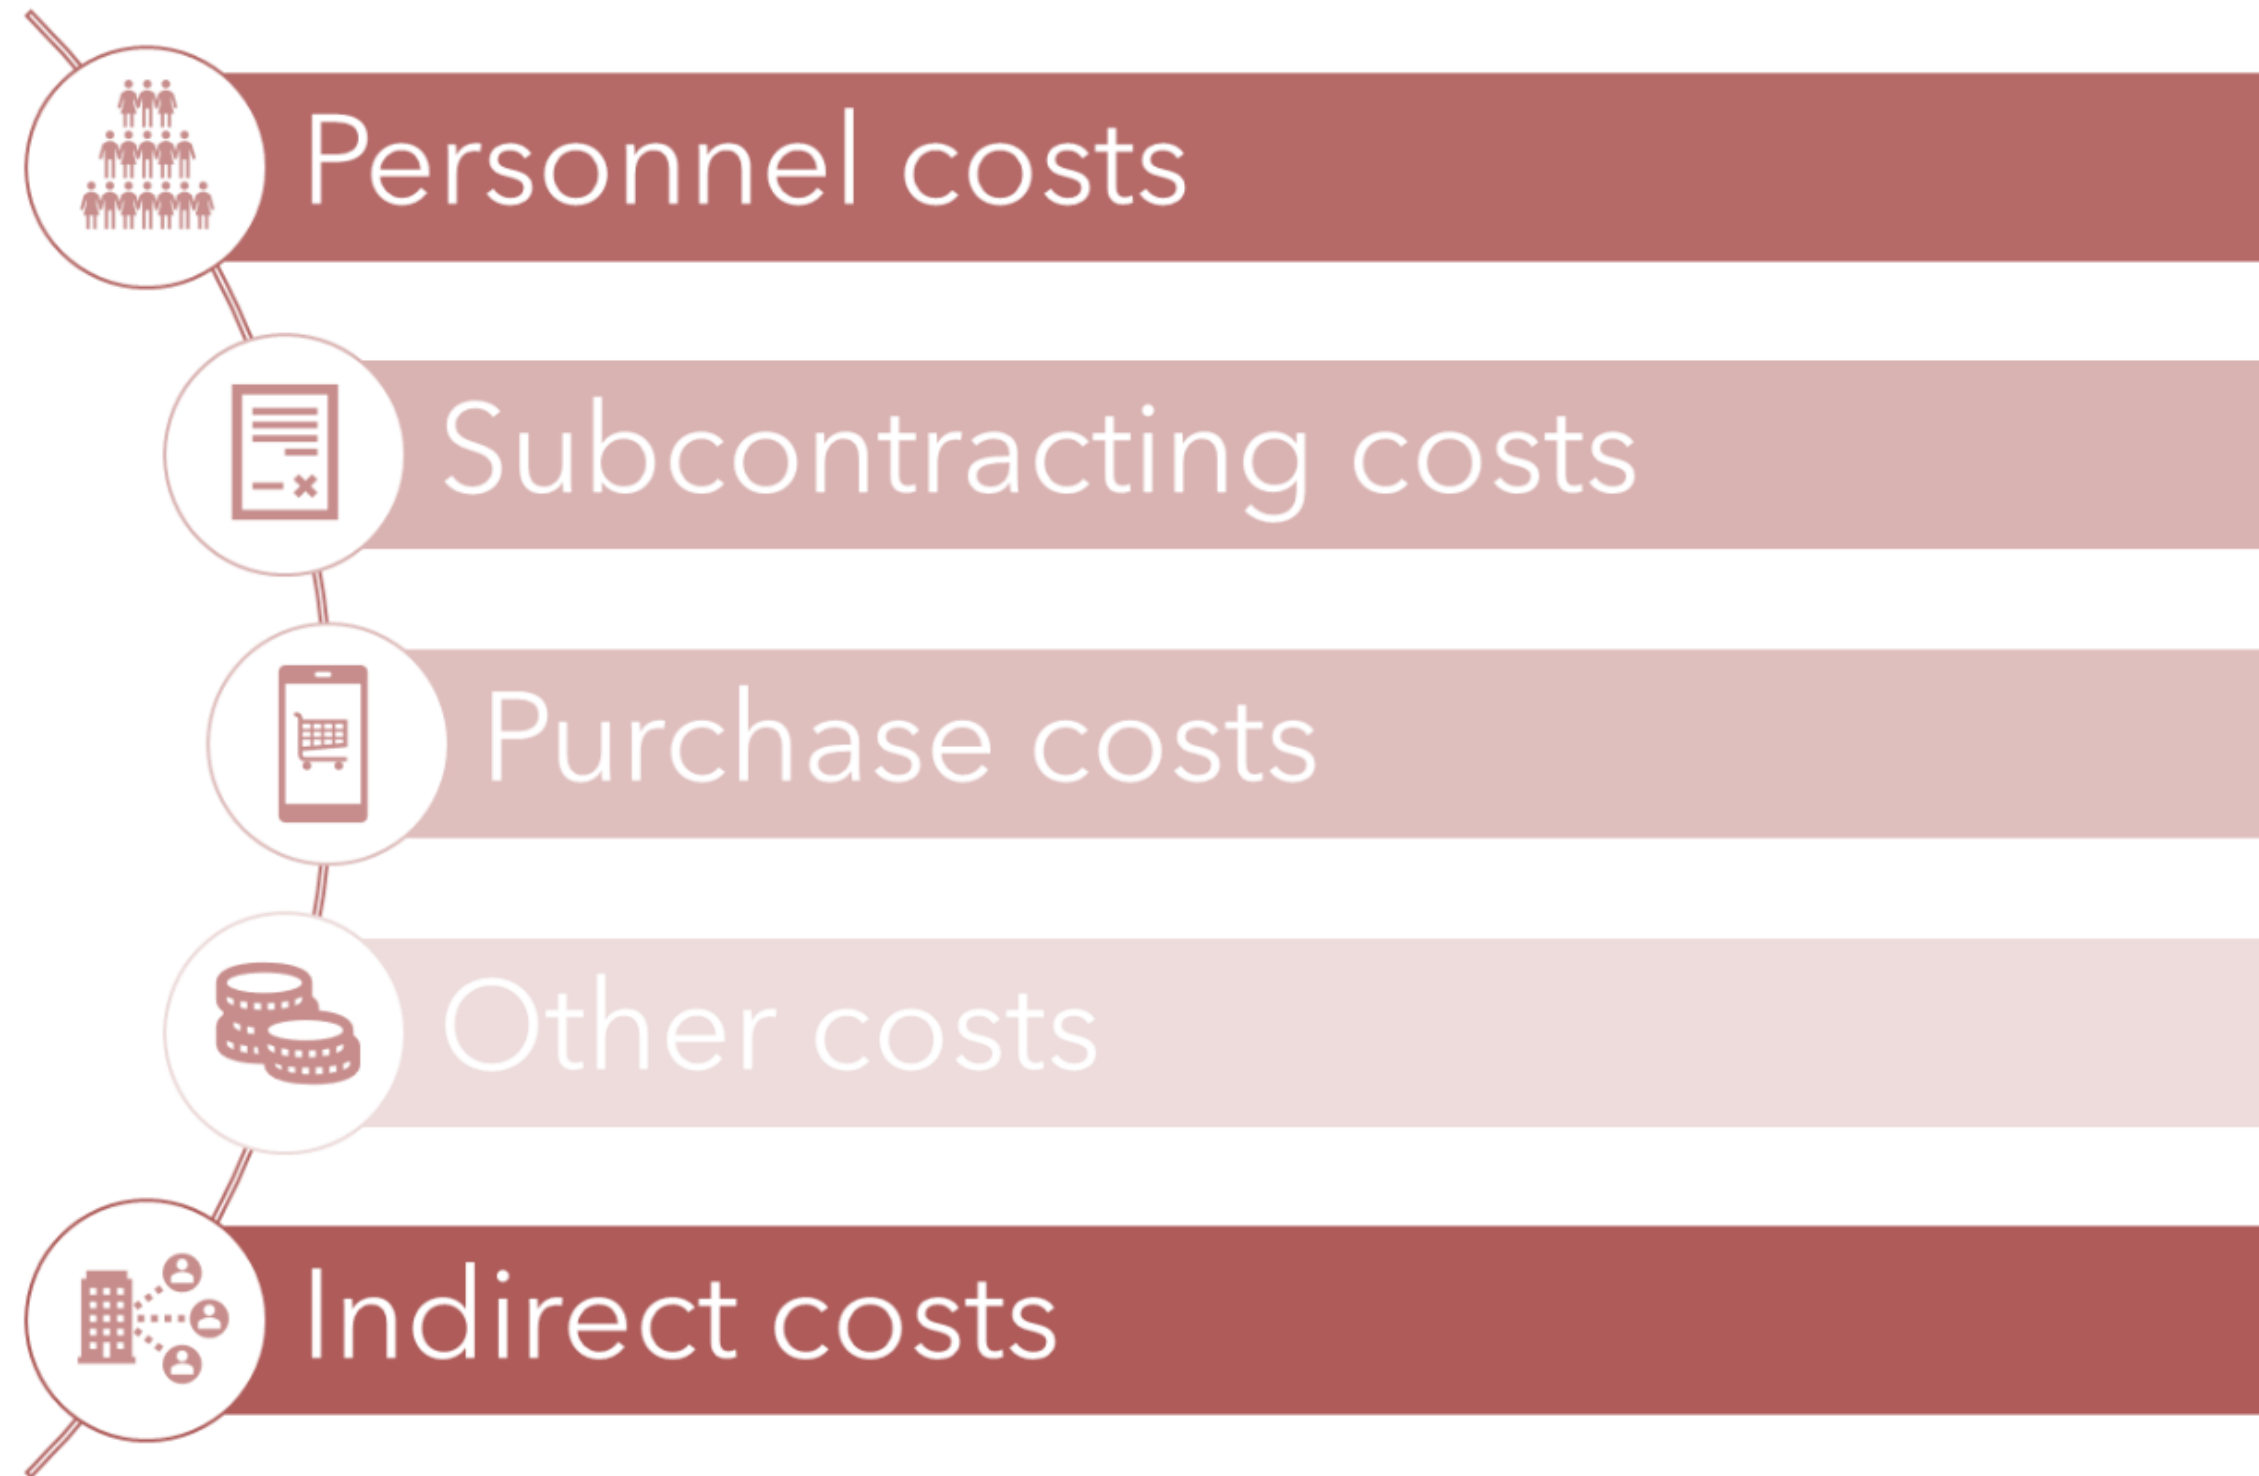 Personnel costs
Subcontracting costs
Purchase costs
Other costs
Indirect costs